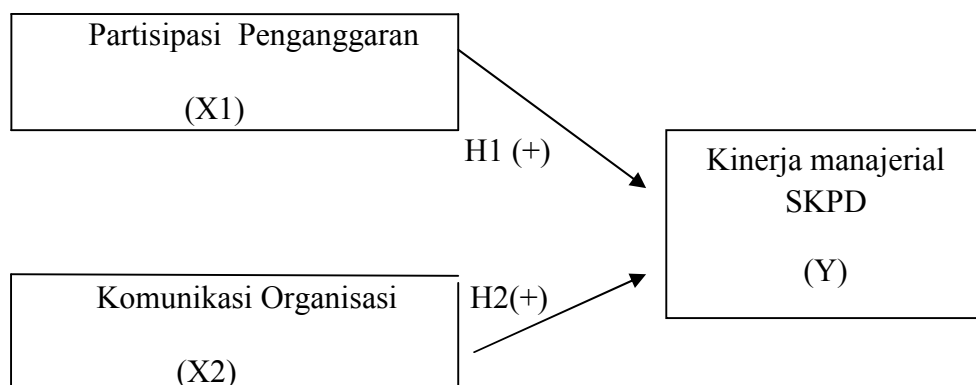 Partisipasi Penganggaran
(X1)
H1 (+)
Kinerja manajerial
SKPD
(Y)
Komunikasi Organisasi
H2(+)
(X2)